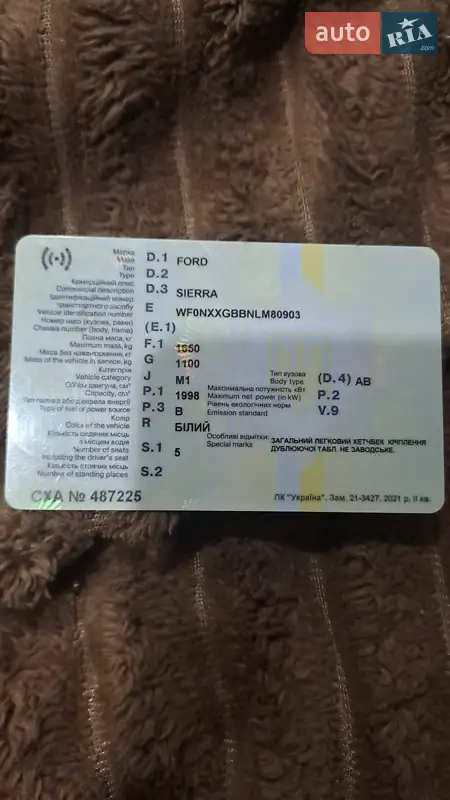 auto RIA .com
Марка
Make D.1 FORD
Тип
Type D.2
Комерційний опис
Commercial description D.3 SIERRA
Ідентифікаційний номер
транспортного засобу
Vehicle identification number E WF0NXXGBBNLM80903
Номер шасі (кузова, рами)
Chassis number (body, frame) (E.1)
Повна маса, кг
Maximum mass, kg F.1 1650
Маса без навантаження, кг
Mass of the vehicle in service, kg G 1100
Категорія
Vehicle category J M1
Тип кузова
Body type (D.4) AB
Об'єм двигуна, см³
Capacity, cm³ P.1 1998
Максимальна потужність кВт
Maximum net power (in kW) P.2
Тип пального або джерела енергії
Type of fuel or power source P.3 B
Рівень екологічних норм
Emission standard V.9
Колір
Colour of the vehicle R БІЛИЙ
Кількість сидячих місць
з місцем водія
Number of seats
including the driver's seat S.1 5
Особливі відмітки:
Special marks
ЗАГАЛЬНИЙ ЛЕГКОВИЙ ХЕТЧБЕК КРІПЛЕННЯ
ДУБЛЮЮЧОЇ ТАБЛ. НЕ ЗАВОДСЬКЕ.
Кількість стоячих місць
Number of standing places S.2
СХА № 487225
ПК "Україна", Зам. 21-3427, 2021 р. ІІ кв.